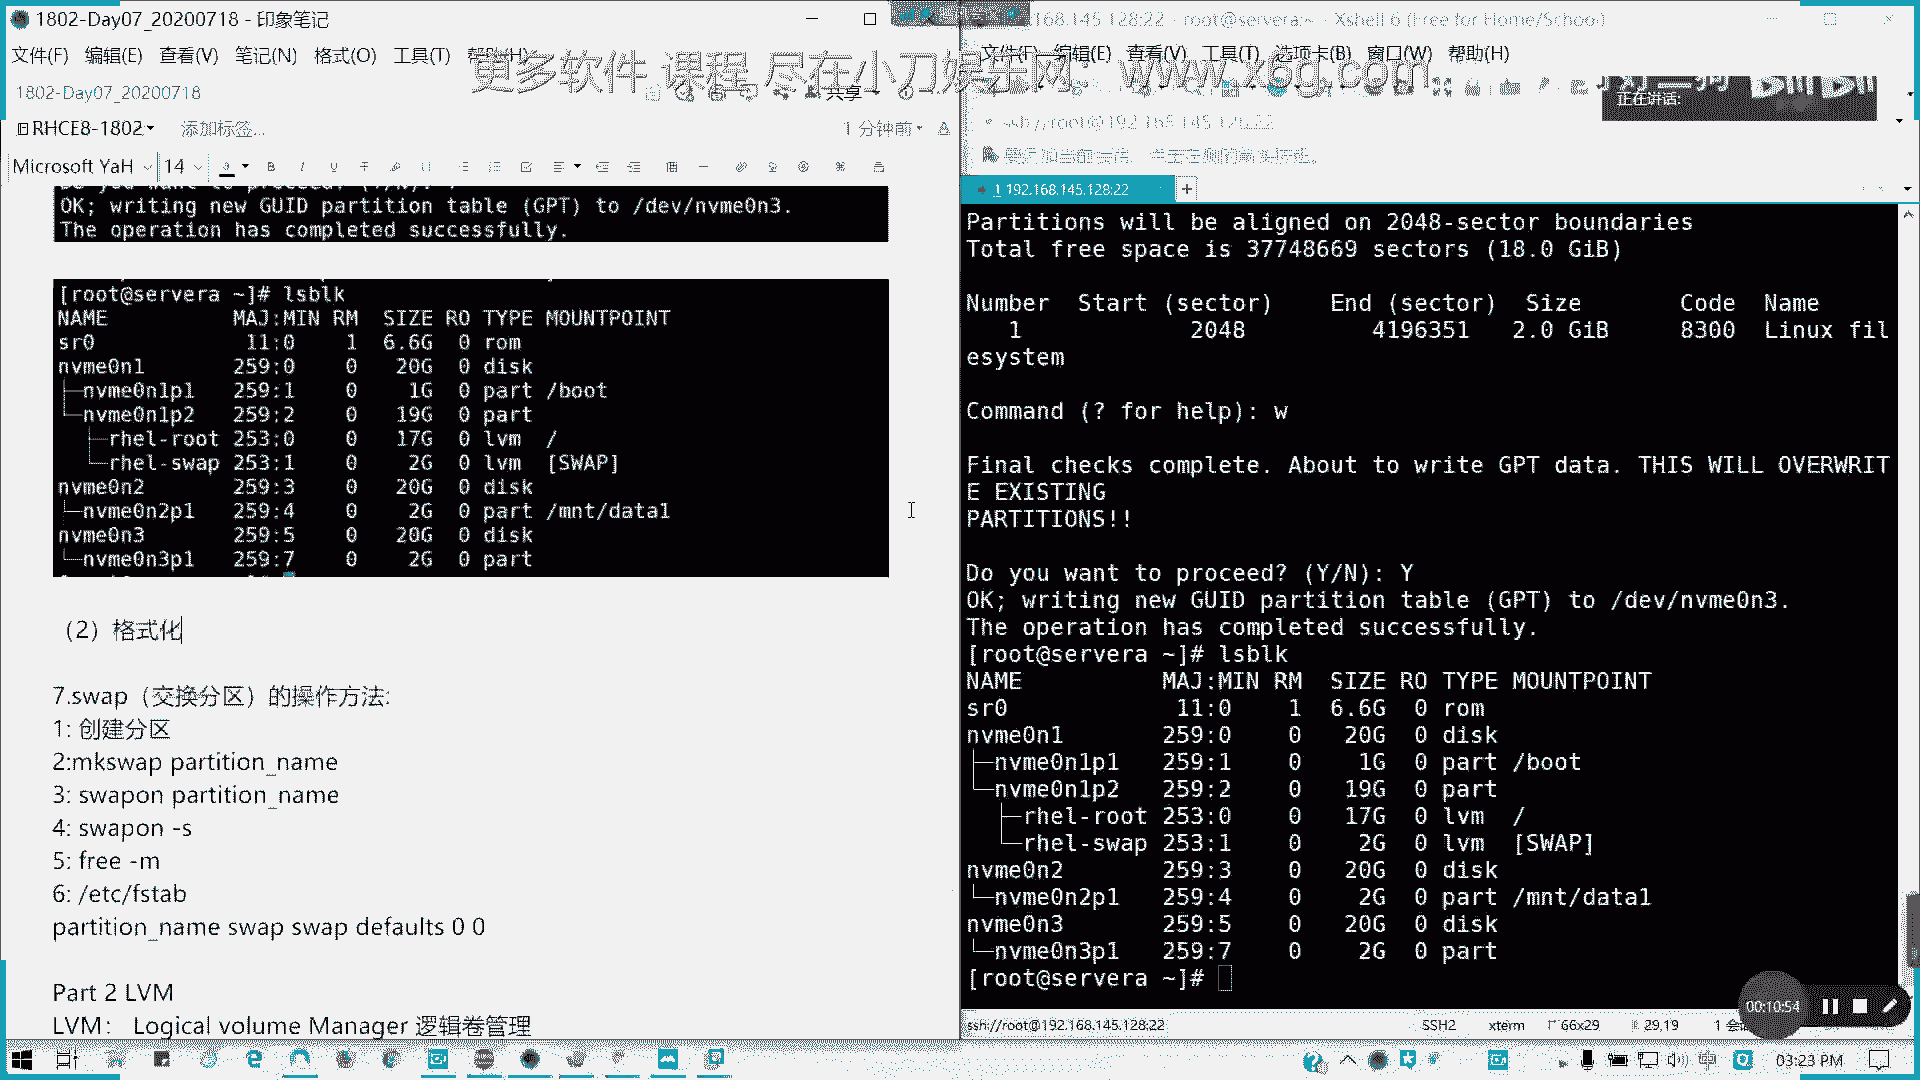 1802-Day07_20200718 - 印象笔记
文件(F) 编辑(E) 查看(V) 笔记(N) 格式(O) 工具(T) 帮助(H)
更多软件 课程 尽在小刀娱乐网: www.x6g.com
1802-Day07_20200718
共享
RHCE8-1802 添加标签...
1 分钟前
Microsoft YaH 14
OK; writing new GUID partition table (GPT) to /dev/nvme0n3.
The operation has completed successfully.
[root@servera ~]# lsblk
NAME MAJ:MIN RM SIZE RO TYPE MOUNTPOINT
sr0 11:0 1 6.6G 0 rom
nvme0n1 259:0 0 20G 0 disk
├─nvme0n1p1 259:1 0 1G 0 part /boot
└─nvme0n1p2 259:2 0 19G 0 part
├─rhel-root 253:0 0 17G 0 lvm /
└─rhel-swap 253:1 0 2G 0 lvm [SWAP]
nvme0n2 259:3 0 20G 0 disk
└─nvme0n2p1 259:4 0 2G 0 part /mnt/data1
nvme0n3 259:5 0 20G 0 disk
└─nvme0n3p1 259:7 0 2G 0 part
（2）格式化
7.swap（交换分区）的操作方法:
1: 创建分区
2:mkswap partition_name
3: swapon partition_name
4: swapon -s
5: free -m
6: /etc/fstab
partition_name swap swap defaults 0 0
Part 2 LVM
LVM： Logical volume Manager 逻辑卷管理
168.145.128:22 - root@servera:~ - Xshell 6 (Free for Home/School)
文件(F) 编辑(E) 查看(V) 工具(T) 选项卡(B) 窗口(W) 帮助(H)
正在讲话:
ssh://root@192.168.145.128:22
1 192.168.145.128:22
Partitions will be aligned on 2048-sector boundaries
Total free space is 37748669 sectors (18.0 GiB)
Number Start (sector) End (sector) Size Code Name
1 2048 4196351 2.0 GiB 8300 Linux fil
esystem
Command (? for help): w
Final checks complete. About to write GPT data. THIS WILL OVERWRIT
E EXISTING
PARTITIONS!!
Do you want to proceed? (Y/N): Y
OK; writing new GUID partition table (GPT) to /dev/nvme0n3.
The operation has completed successfully.
[root@servera ~]# lsblk
NAME MAJ:MIN RM SIZE RO TYPE MOUNTPOINT
sr0 11:0 1 6.6G 0 rom
nvme0n1 259:0 0 20G 0 disk
├─nvme0n1p1 259:1 0 1G 0 part /boot
└─nvme0n1p2 259:2 0 19G 0 part
├─rhel-root 253:0 0 17G 0 lvm /
└─rhel-swap 253:1 0 2G 0 lvm [SWAP]
nvme0n2 259:3 0 20G 0 disk
└─nvme0n2p1 259:4 0 2G 0 part /mnt/data1
nvme0n3 259:5 0 20G 0 disk
└─nvme0n3p1 259:7 0 2G 0 part
[root@servera ~]#
00:10:54
ssh://root@192.168.145.128:22 SSH2 xterm 66x29 29,19
03:23 PM